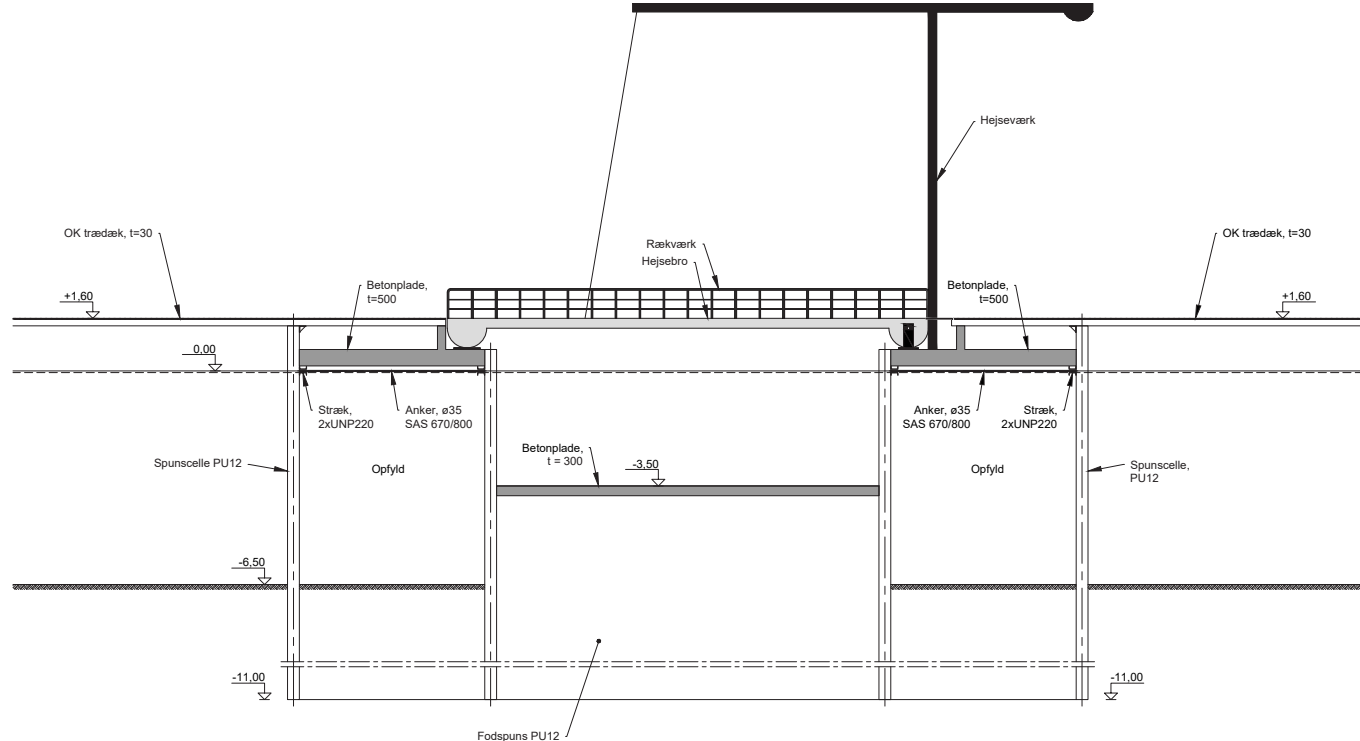 Hejseværk
OK trædæk, t=30
OK trædæk, t=30
Rækværk
Hejsebro
Betonplade,
t=500
Betonplade,
t=500
+1,60
+1,60
0,00
Stræk,
2xUNP220
Anker, ø35
SAS 670/800
Anker, ø35
SAS 670/800
Stræk,
2xUNP220
Betonplade,
t = 300
-3,50
Spunscelle PU12
Opfyld
Opfyld
Spunscelle,
PU12
-6,50
-11,00
-11,00
Fodspuns PU12